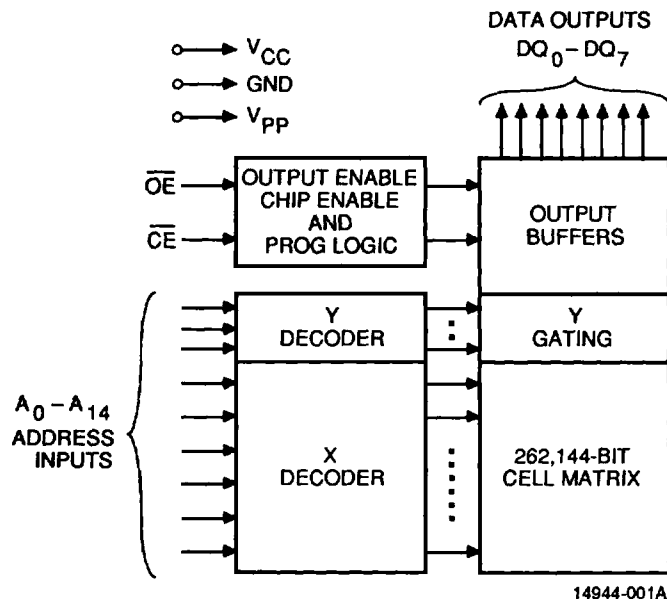 DATA OUTPUTS
DQ0 – DQ7
VCC
GND
VPP
OE
CE
OUTPUT ENABLE
CHIP ENABLE
AND
PROG LOGIC
OUTPUT
BUFFERS
Y
DECODER
Y
GATING
A0 – A14
ADDRESS
INPUTS
X
DECODER
262,144-BIT
CELL MATRIX
14944-001A